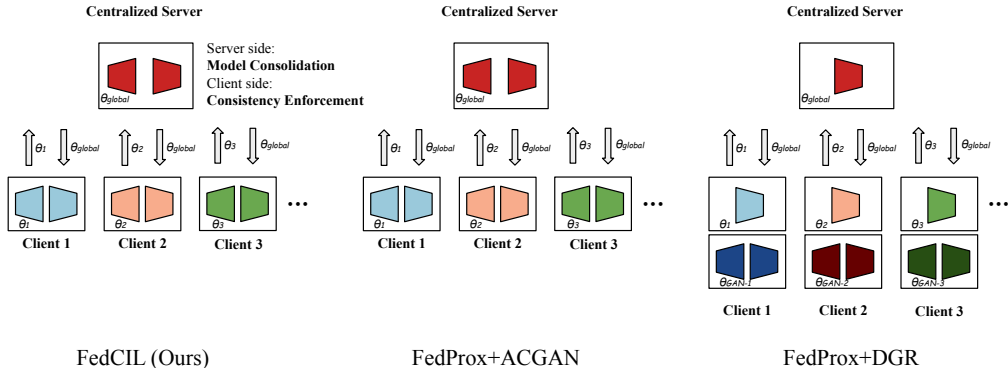 Centralized Server
Server side:
Model Consolidation
Client side:
Consistency Enforcement
θglobal
θ1 θglobal θ2 θglobal θ3 θglobal
θ1 θ2 θ3 ...
Client 1 Client 2 Client 3
FedCIL (Ours)
Centralized Server
θglobal
θ1 θglobal θ2 θglobal θ3 θglobal
θ1 θ2 θ3 ...
Client 1 Client 2 Client 3
FedProx+ACGAN
Centralized Server
θglobal
θ1 θglobal θ2 θglobal θ3 θglobal
θ1 θ2 θ3 ...
θGAN-1 θGAN-2 θGAN-3
Client 1 Client 2 Client 3
FedProx+DGR